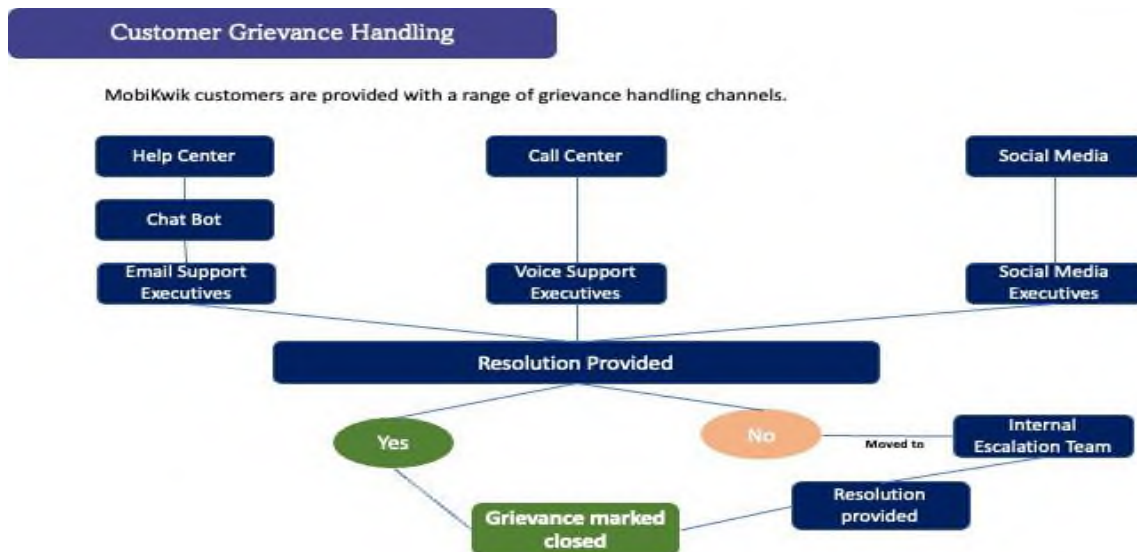 Customer Grievance Handling
MobiKwik customers are provided with a range of grievance handling channels.
Help Center
Call Center
Social Media
Chat Bot
Email Support
Executives
Voice Support
Executives
Social Media
Executives
Resolution Provided
Yes
No
Moved to
Internal
Escalation Team
Resolution
provided
Grievance marked
closed